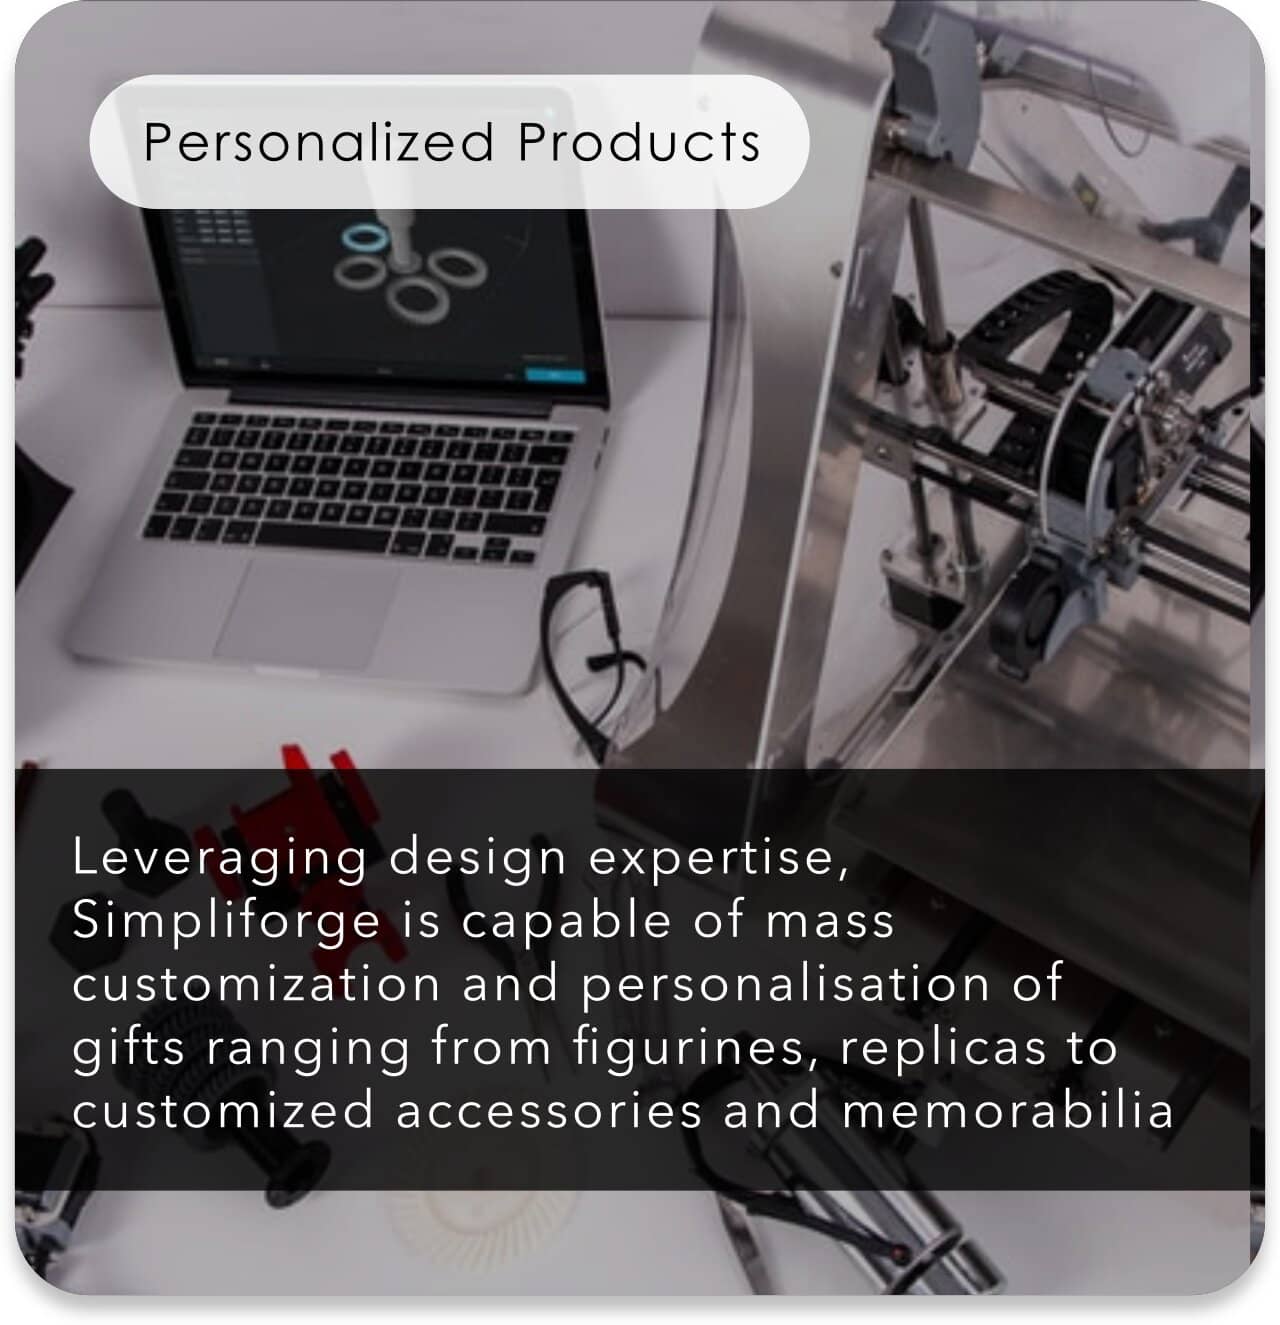 Personalized Products
Leveraging design expertise,
Simpliforge is capable of mass
customization and personalisation of
gifts ranging from figurines, replicas to
customized accessories and memorabilia